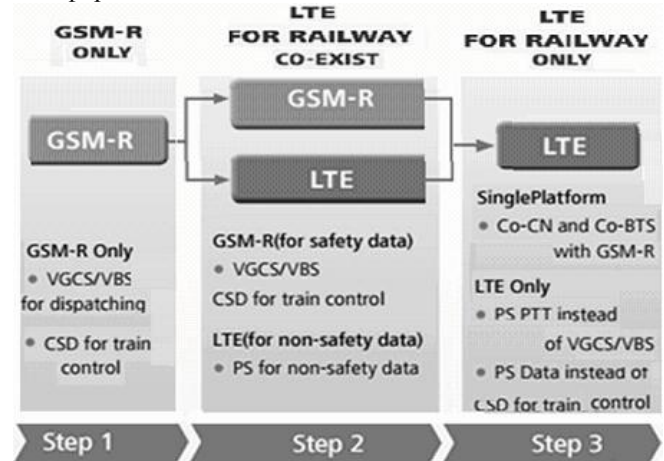 GSM-R
ONLY
LTE
FOR RAILWAY
CO-EXIST
LTE
FOR RAILWAY
ONLY
GSM-R
GSM-R
LTE
LTE
GSM-R Only
• VGCS/VBS
for dispatching
• CSD for train
control
GSM-R(for safety data)
• VGCS/VBS
CSD for train control
LTE(for non-safety data)
• PS for non-safety data
SinglePlatform
• Co-CN and Co-BTS
with GSM-R
LTE Only
• PS PTT instead
of VGCS/VBS
• PS Data instead of
CSD for train control
Step 1
Step 2
Step 3